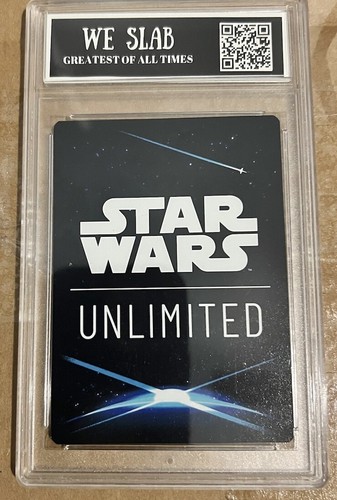 WE SLAB
GREATEST OF ALL TIMES
STAR
WARS
UNLIMITED